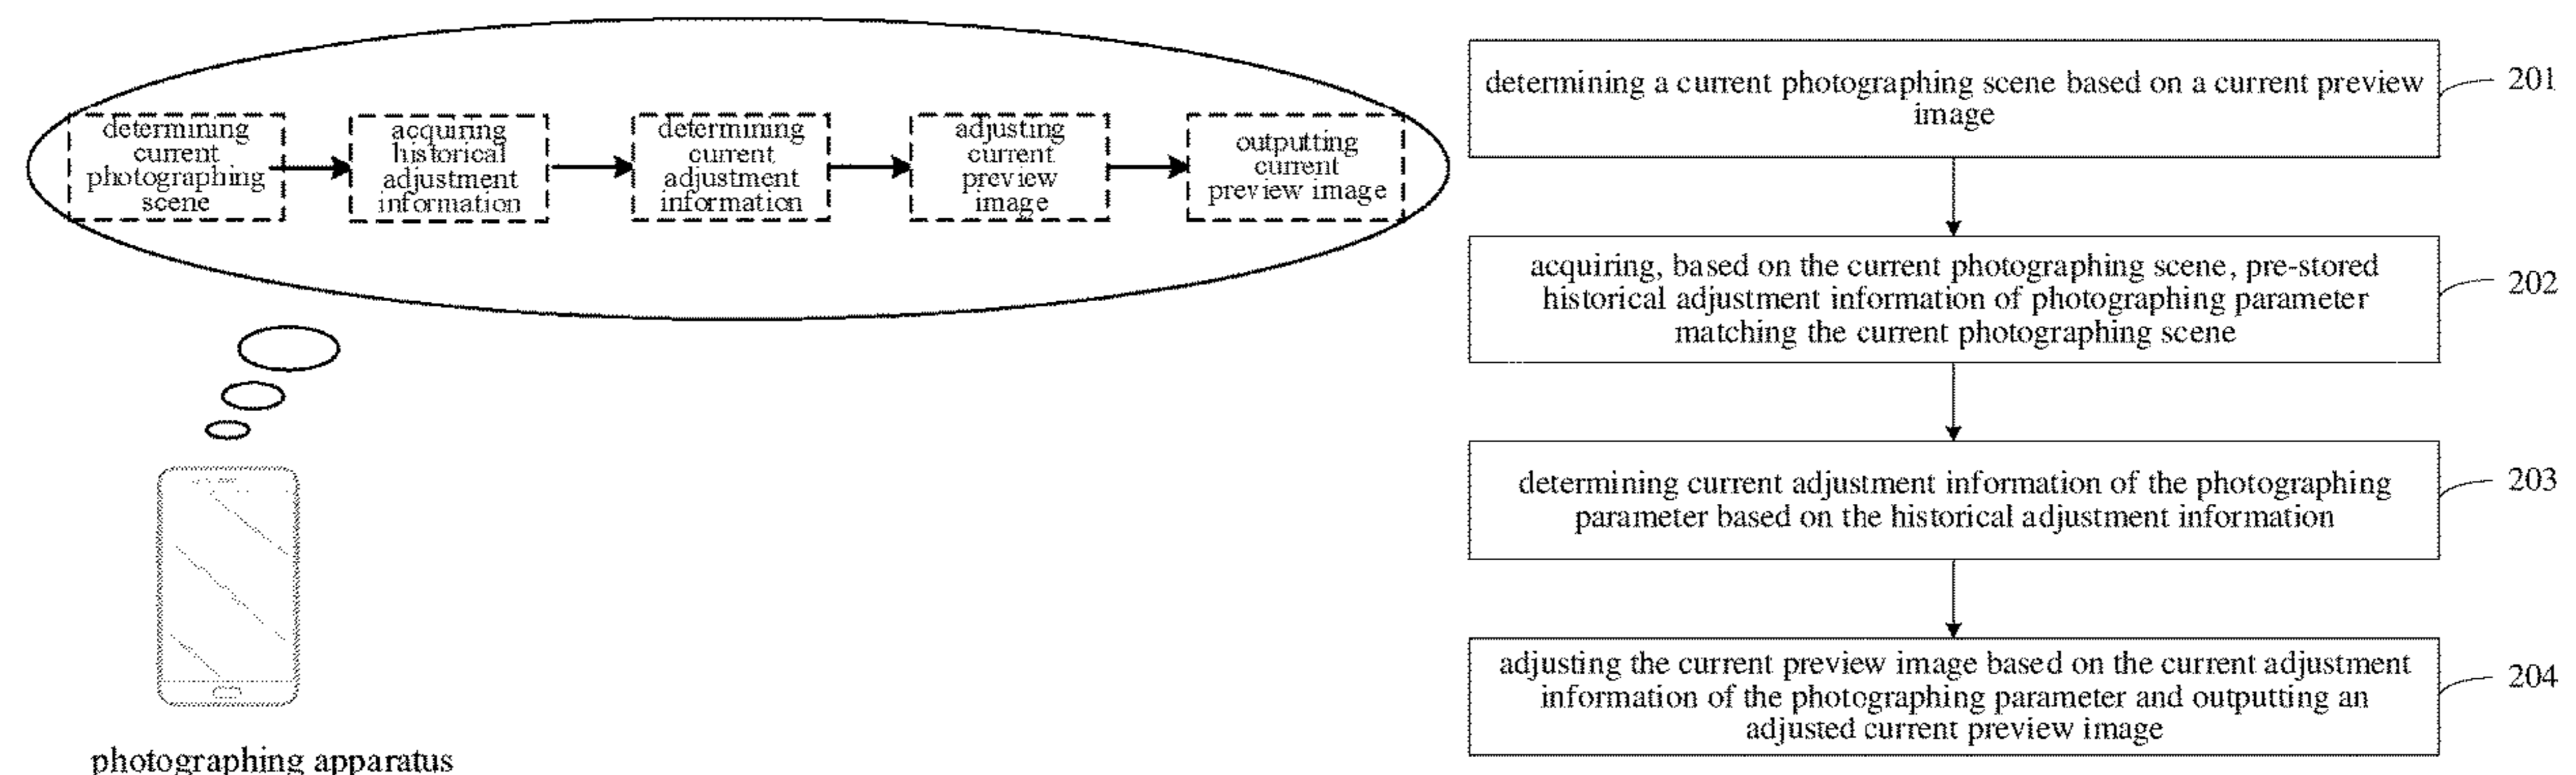 determining
current
photographing
scene
acquiring
historical
adjustment
information
determining
current
adjustment
information
adjusting
current
preview
image
outputting
current
preview image
photographing apparatus
determining a current photographing scene based on a current preview
image
201
acquiring, based on the current photographing scene, pre-stored
historical adjustment information of photographing parameter
matching the current photographing scene
202
determining current adjustment information of the photographing
parameter based on the historical adjustment information
203
adjusting the current preview image based on the current adjustment
information of the photographing parameter and outputting an
adjusted current preview image
204